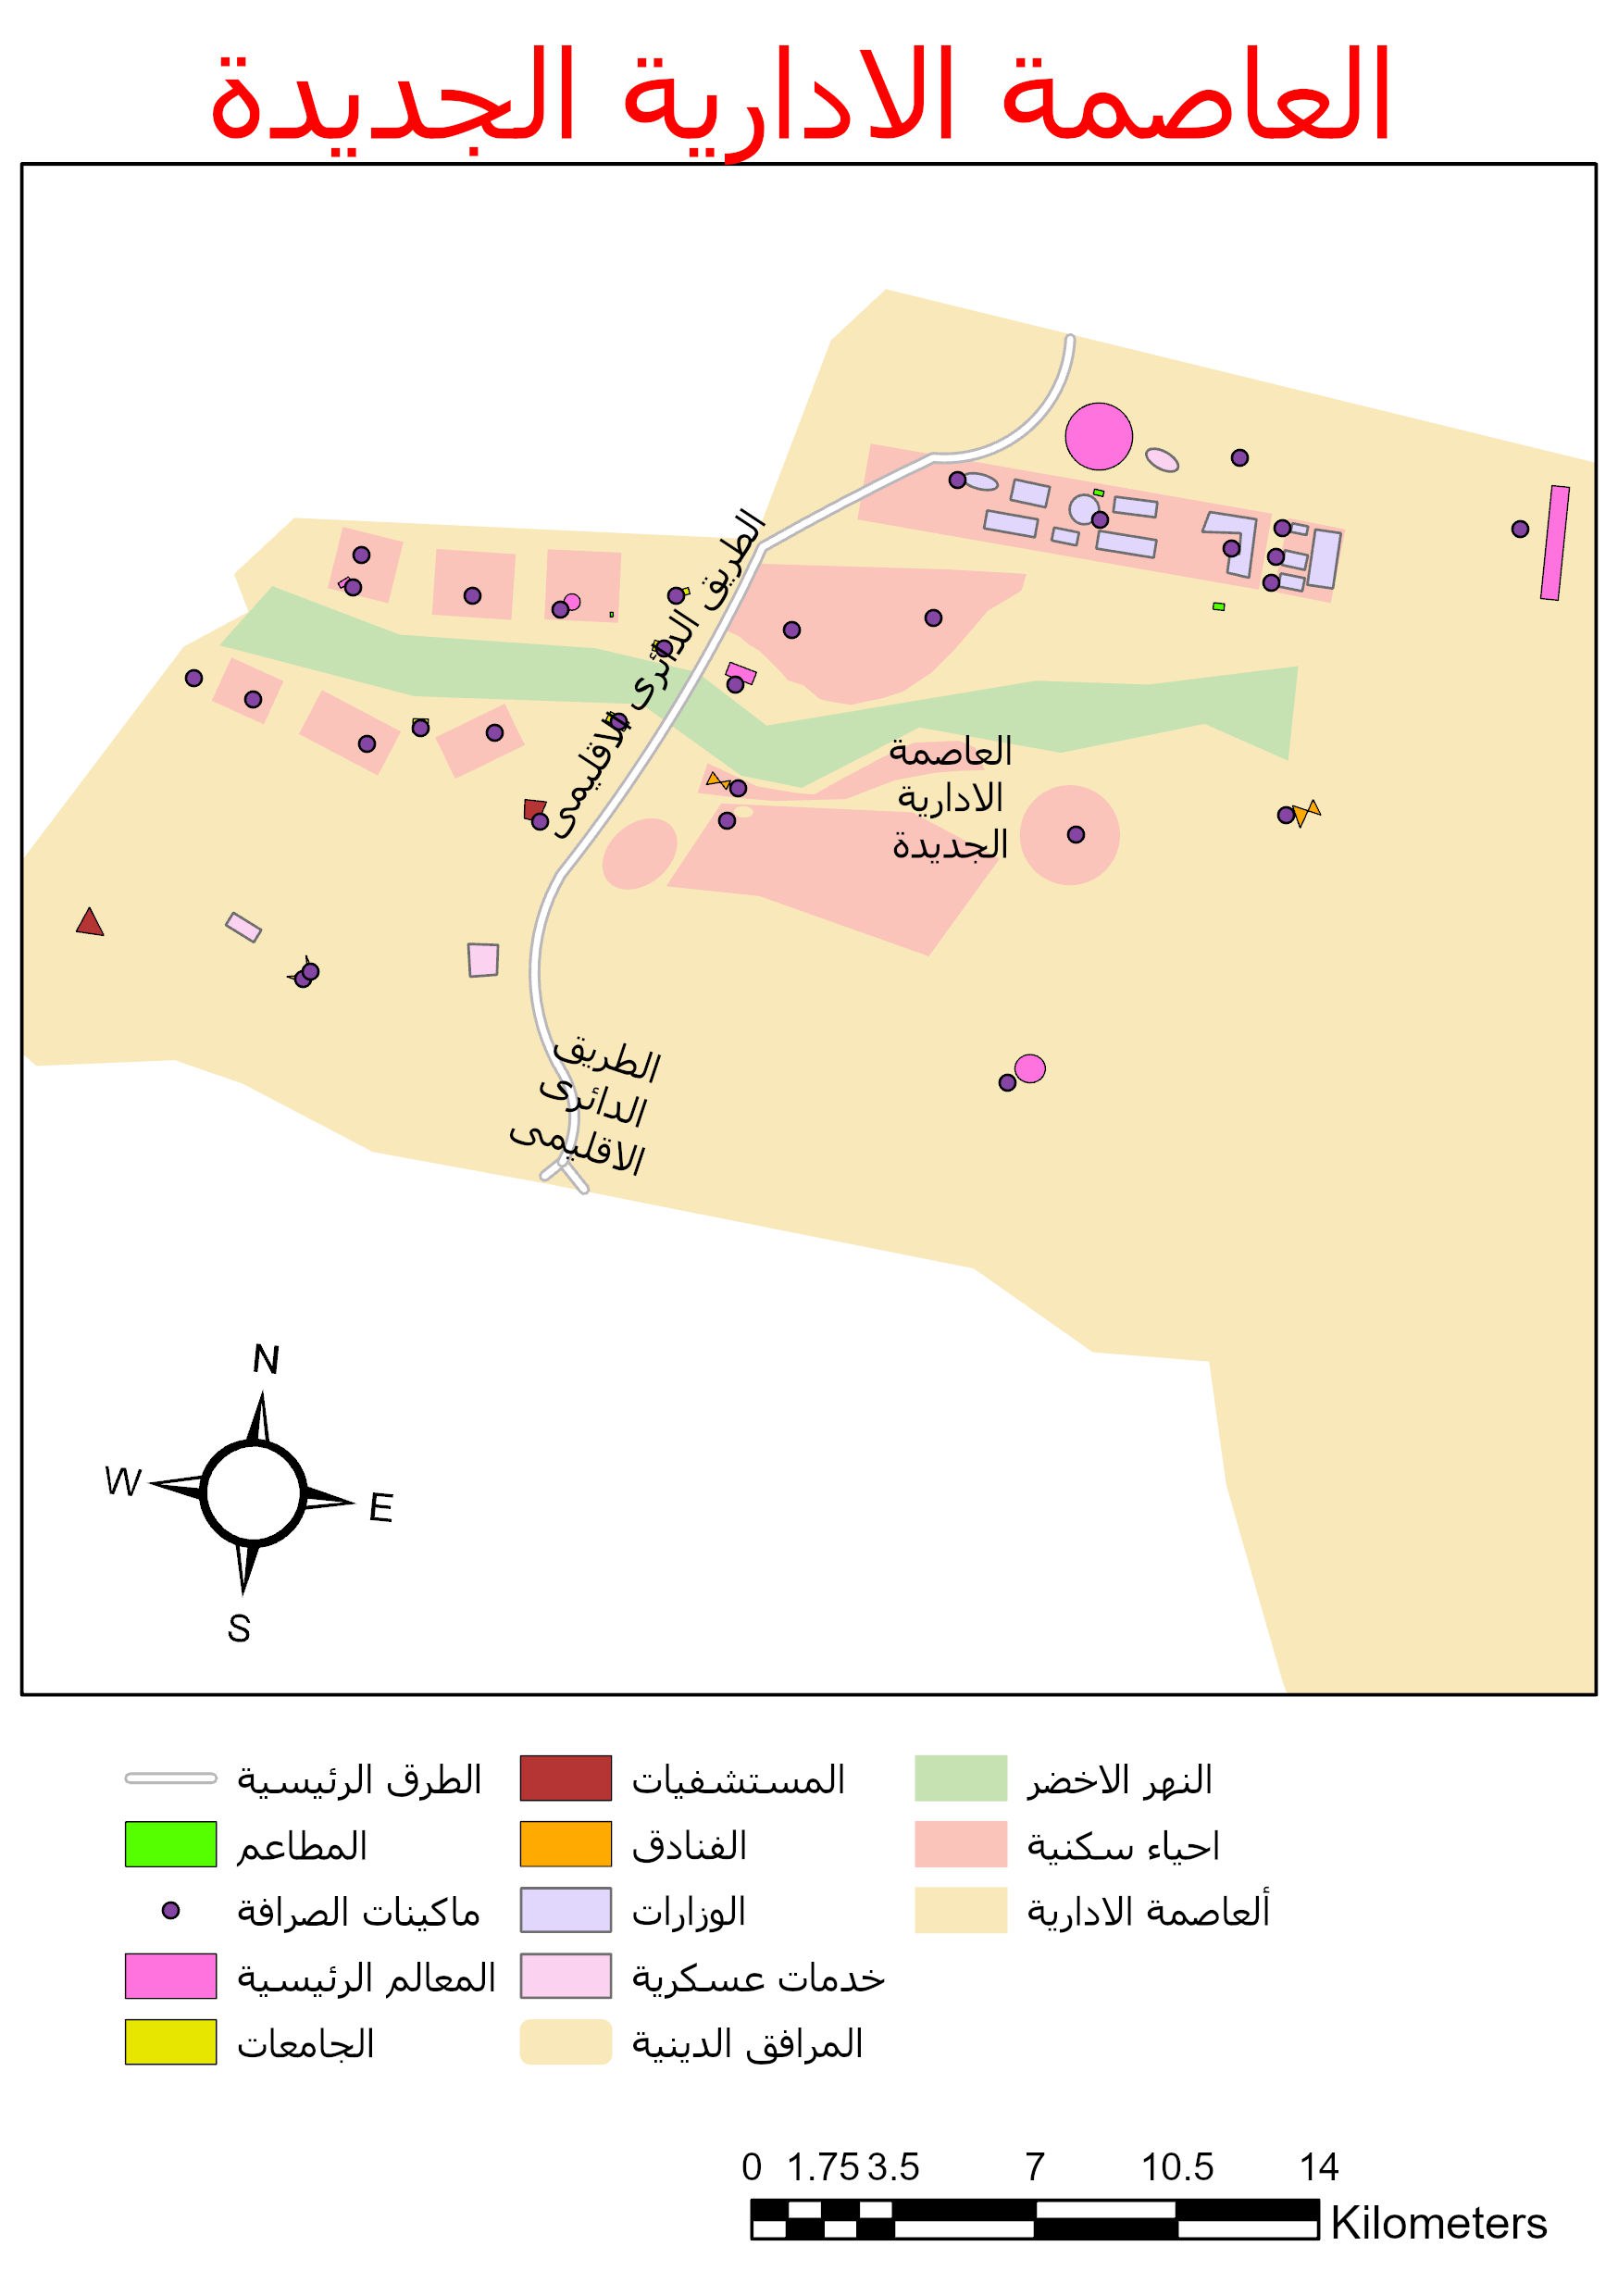 العاصمة الادارية الجديدة
الطريق الدائرى الاقليمى
العاصمة
الادارية
الجديدة
الطريق
الدائرى
الاقليمى
N
W
E
S
النهر الاخضر
المستشفيات
الطرق الرئيسية
احياء سكنية
الفنادق
المطاعم
ألعاصمة الادارية
الوزارات
ماكينات الصرافة
خدمات عسكرية
المعالم الرئيسية
المرافق الدينية
الجامعات
0 1.75 3.5 7 10.5 14
Kilometers